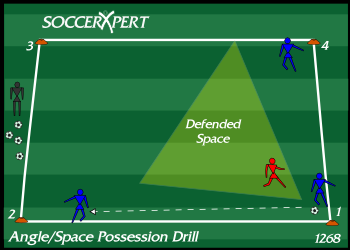 SOCCERXPERT
3
4
Defended
Space
2
1
Angle/Space Possession Drill
1268